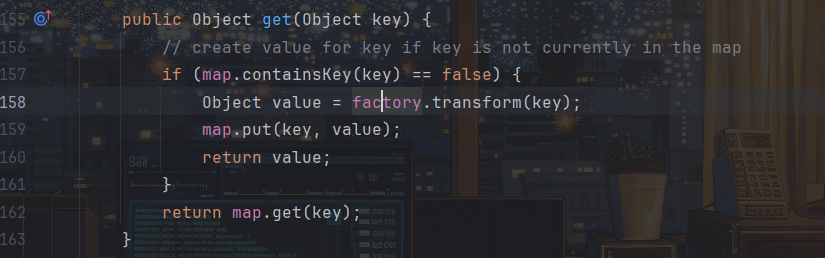 155 public Object get(Object key) {
156 // create value for key if key is not currently in the map
157 if (map.containsKey(key) == false) {
158 Object value = factory.transform(key);
159 map.put(key, value);
160 return value;
161 }
162 return map.get(key);
163 }